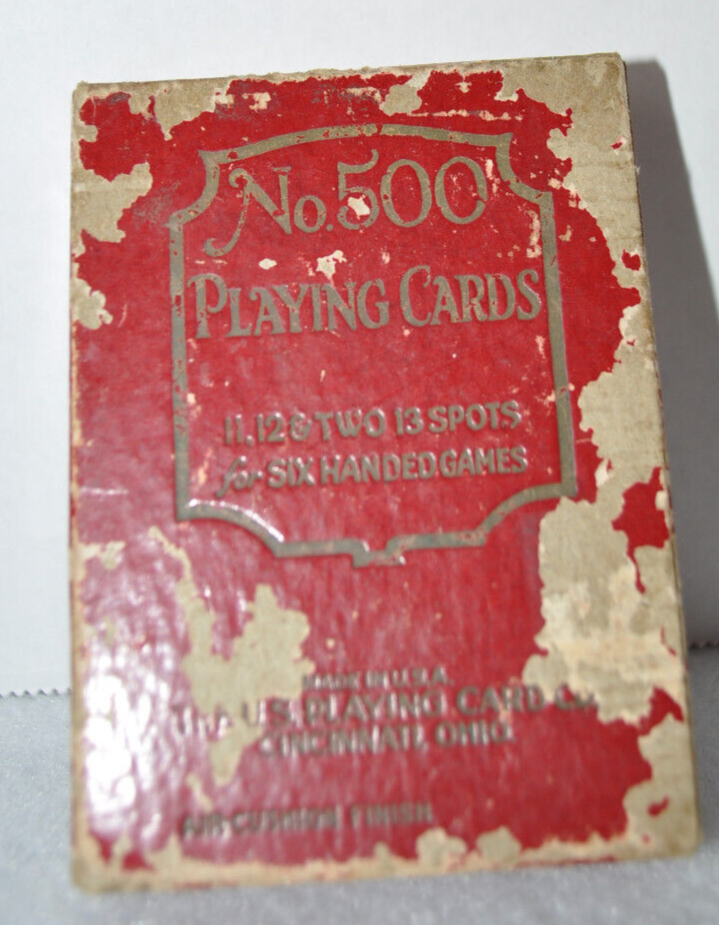 No. 500
PLAYING CARDS
11, 12 & TWO 13 SPOTS
for SIX HANDED GAMES
MADE IN U.S.A.
THE U.S. PLAYING CARD CO.
CINCINNATI, OHIO.
AIR-CUSHION FINISH